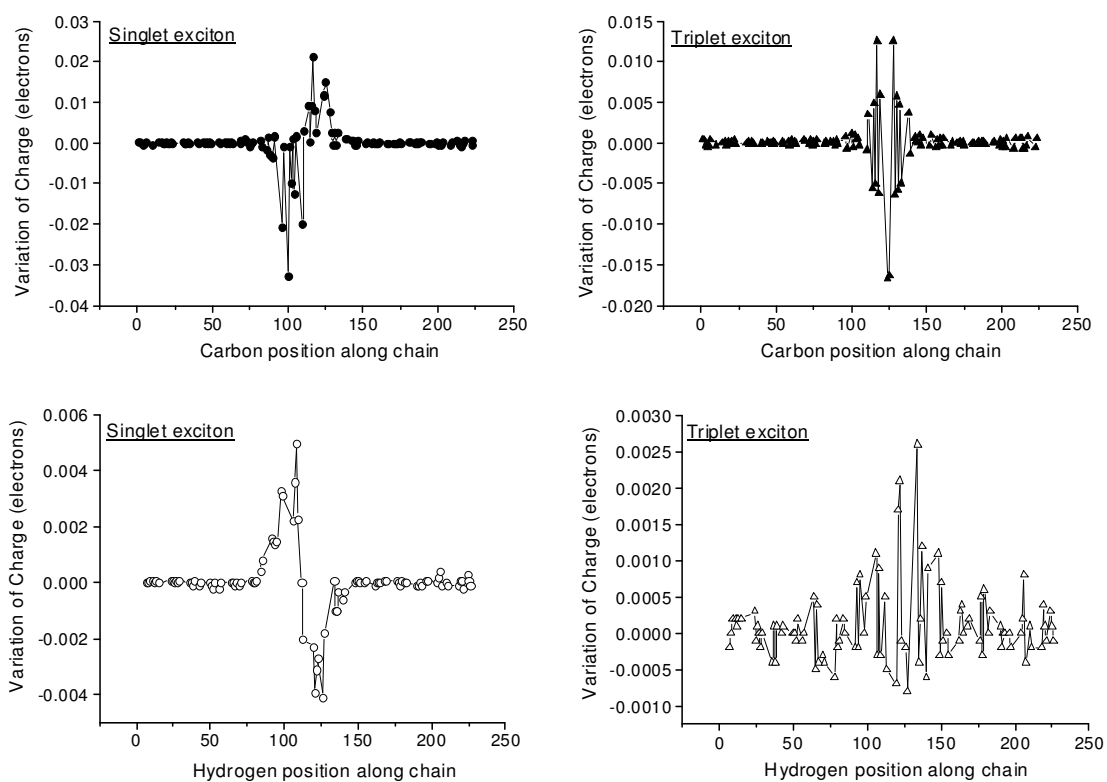 Singlet exciton
Variation of Charge (electrons)
0.03
0.02
0.01
0.00
-0.01
-0.02
-0.03
-0.04
0 50 100 150 200 250
Carbon position along chain
Triplet exciton
Variation of Charge (electrons)
0.015
0.010
0.005
0.000
-0.005
-0.010
-0.015
-0.020
0 50 100 150 200 250
Carbon position along chain
Singlet exciton
Variation of Charge (electrons)
0.006
0.004
0.002
0.000
-0.002
-0.004
0 50 100 150 200 250
Hydrogen position along chain
Triplet exciton
Variation of Charge (electrons)
0.0030
0.0025
0.0020
0.0015
0.0010
0.0005
0.0000
-0.0005
-0.0010
0 50 100 150 200 250
Hydrogen position along chain